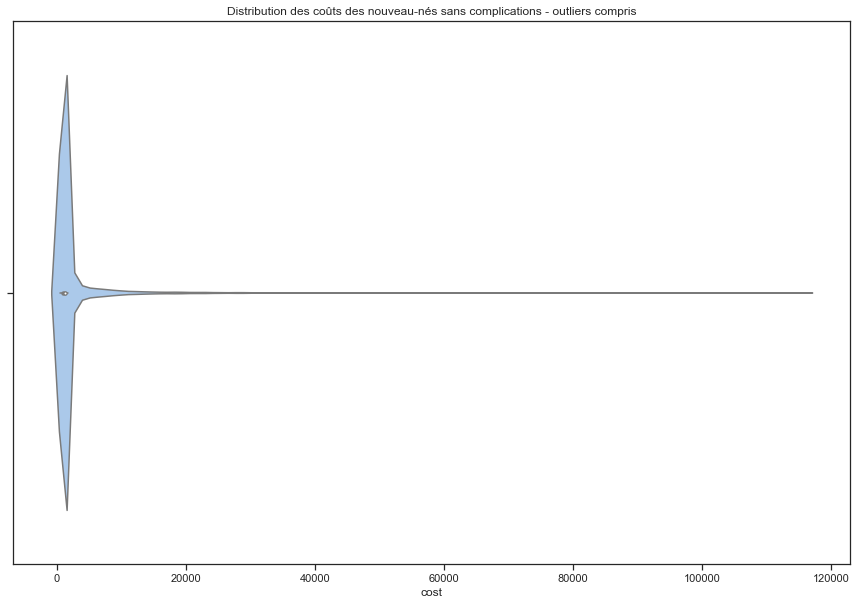 Distribution des coûts des nouveau-nés sans complications - outliers compris
0 20000 40000 60000 80000 100000 120000
cost